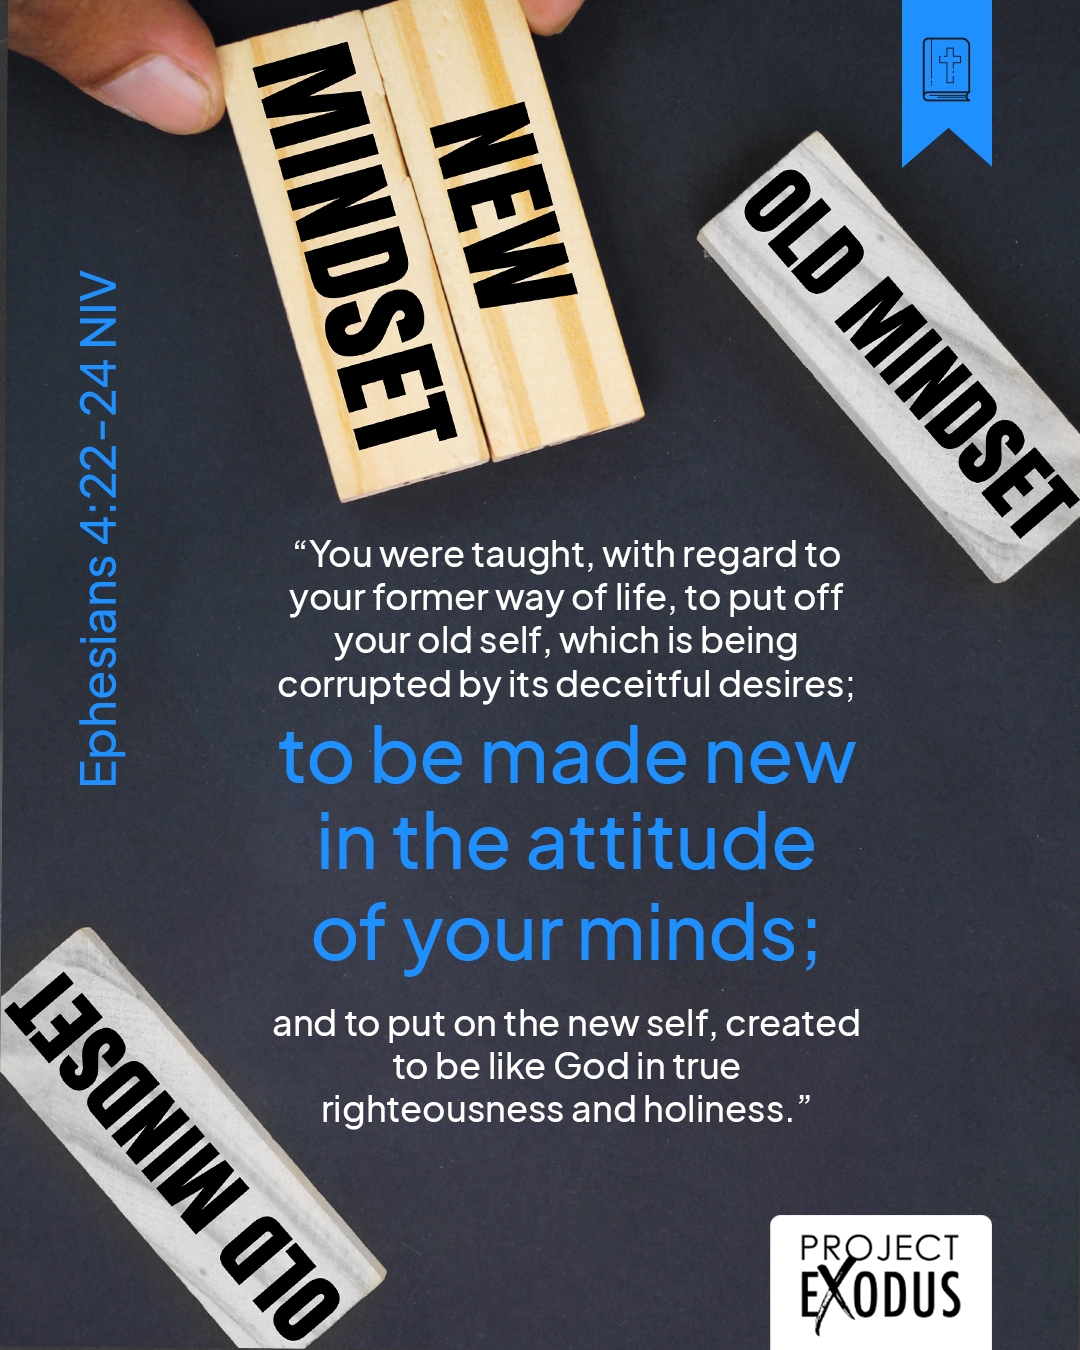 NEW
MINDSET
OLD MINDSET
Ephesians 4:22-24 NIV
“You were taught, with regard to
your former way of life, to put off
your old self, which is being
corrupted by its deceitful desires;
to be made new
in the attitude
of your minds;
and to put on the new self, created
to be like God in true
righteousness and holiness.”
OLD MINDSET
PROJECT
EXODUS